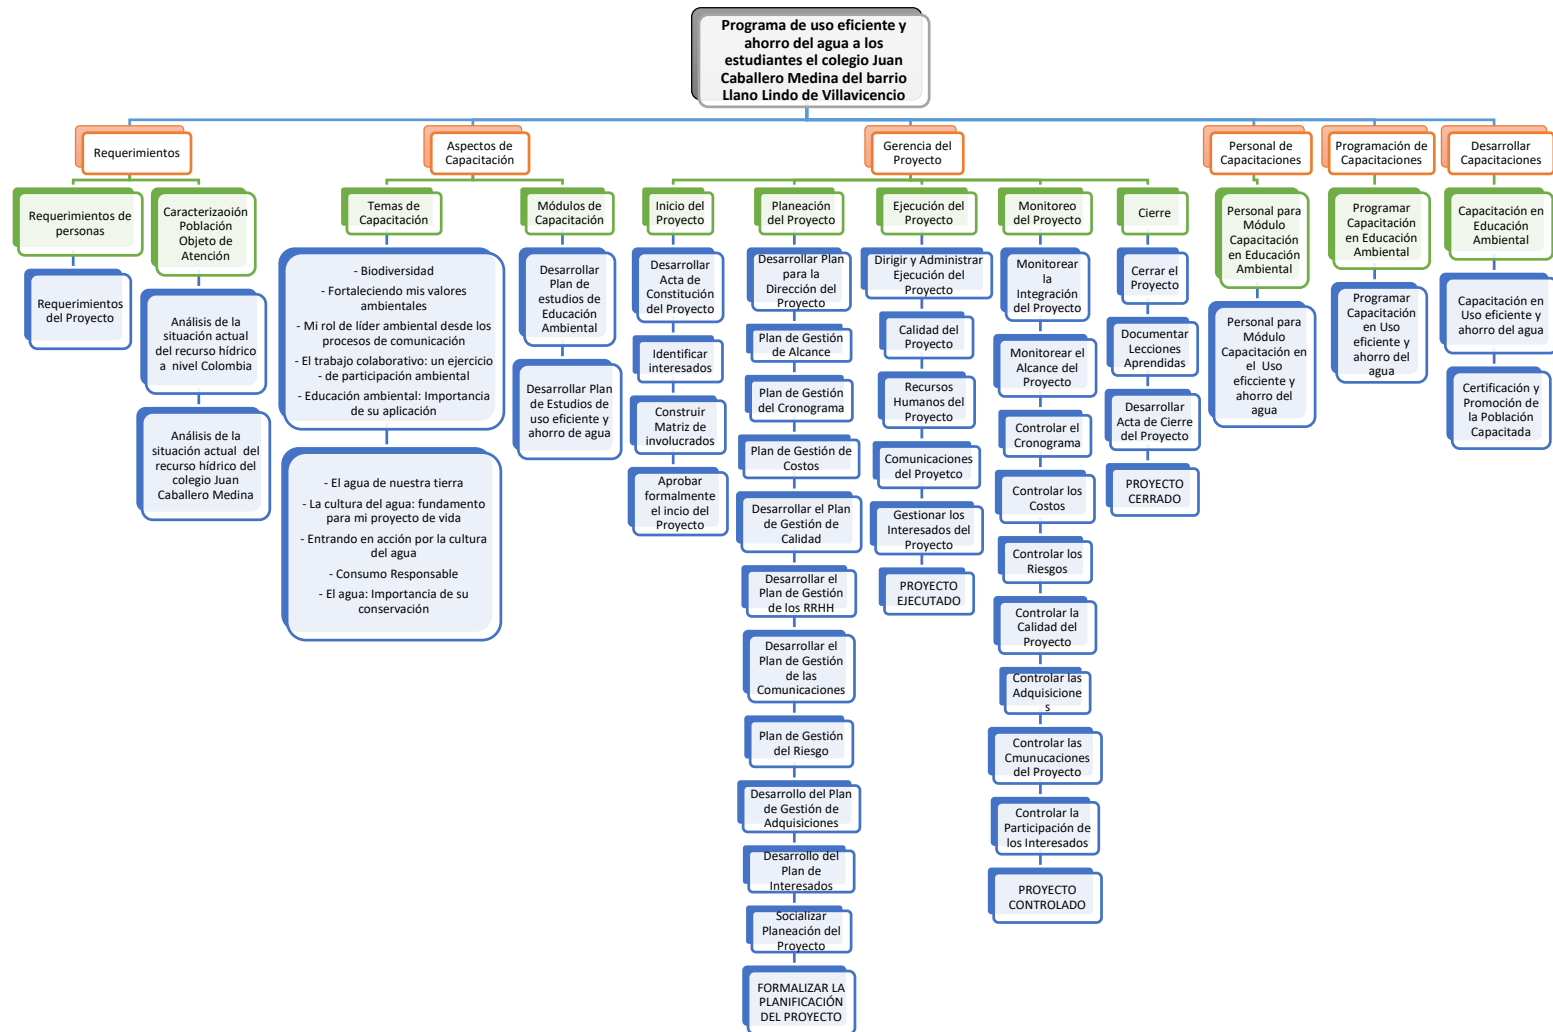 Programa de uso eficiente y
ahorro del agua a los
estudiantes el colegio Juan
Caballero Medina del barrio
Llano Lindo de Villavicencio
Requerimientos
Requerimientos de
personas
Requerimientos
del Proyecto
Caracterización
Población
Objeto de
Atención
Análisis de la
situación actual
del recurso hídrico
a nivel Colombia
Análisis de la
situación actual del
recurso hídrico del
colegio Juan
Caballero Medina
Aspectos de
Capacitación
Temas de
Capacitación
- Biodiversidad
- Fortaleciendo mis valores
ambientales
- Mi rol de líder ambiental desde los
procesos de comunicación
- El trabajo colaborativo: un ejercicio
- de participación ambiental
- Educación ambiental: Importancia
de su aplicación
- El agua de nuestra tierra
- La cultura del agua: fundamento
para mi proyecto de vida
- Entrando en acción por la cultura
del agua
- Consumo Responsable
- El agua: Importancia de su
conservación
Módulos de
Capacitación
Desarrollar
Plan de
estudios de
Educación
Ambiental
Desarrollar Plan
de Estudios de
uso eficiente y
ahorro de agua
Gerencia del
Proyecto
Inicio del
Proyecto
Desarrollar
Acta de
Constitución
del Proyecto
Identificar
interesados
Construir
Matriz de
involucrados
Aprobar
formalmente
el incio del
Proyecto
Planeación
del Proyecto
Desarrollar Plan
para la
Dirección del
Proyecto
Plan de Gestión
de Alcance
Plan de Gestión
del Cronograma
Plan de Gestión de
Costos
Desarrollar el Plan
de Gestión de
Calidad
Desarrollar el
Plan de Gestión
de los RRHH
Desarrollar el
Plan de Gestión
de las
Comunicaciones
Plan de Gestión
del Riesgo
Desarrollo del Plan
de Gestión de
Adquisiciones
Desarrollo del
Plan de
Interesados
Socializar
Planeación del
Proyecto
FORMALIZAR LA
PLANIFICACIÓN
DEL PROYECTO
Ejecución del
Proyecto
Dirigir y Administrar
Ejecución del
Proyecto
Calidad del
Proyecto
Recursos
Humanos del
Proyecto
Comunicaciones
del Proyetco
Gestionar los
Interesados del
Proyecto
PROYECTO
EJECUTADO
Monitoreo
del Proyecto
Monitorear
la
Integración
del Proyecto
Monitorear el
Alcance del
Proyecto
Controlar el
Cronograma
Controlar los
Costos
Controlar los
Riesgos
Controlar la
Calidad del
Proyecto
Controlar las
Adquisicione
s
Controlar las
Cmunucaciones
del Proyecto
Controlar la
Participación de
los Interesados
PROYECTO
CONTROLADO
Cierre
Cerrar el
Proyecto
Documentar
Lecciones
Aprendidas
Desarrollar
Acta de Cierre
del Proyecto
PROYECTO
CERRADO
Personal de
Capacitaciones
Personal para
Módulo
Capacitación
en Educación
Ambiental
Personal para
Módulo
Capacitación en
el Uso
eficciente y
ahorro del
agua
Programación de
Capacitaciones
Programar
Capacitación
en Educación
Ambiental
Programar
Capacitación
en Uso
eficiente y
ahorro del
agua
Desarrollar
Capacitaciones
Capacitación en
Educación
Ambiental
Capacitación en
Uso eficiente y
ahorro del agua
Certificación y
Promoción de
la Población
Capacitada